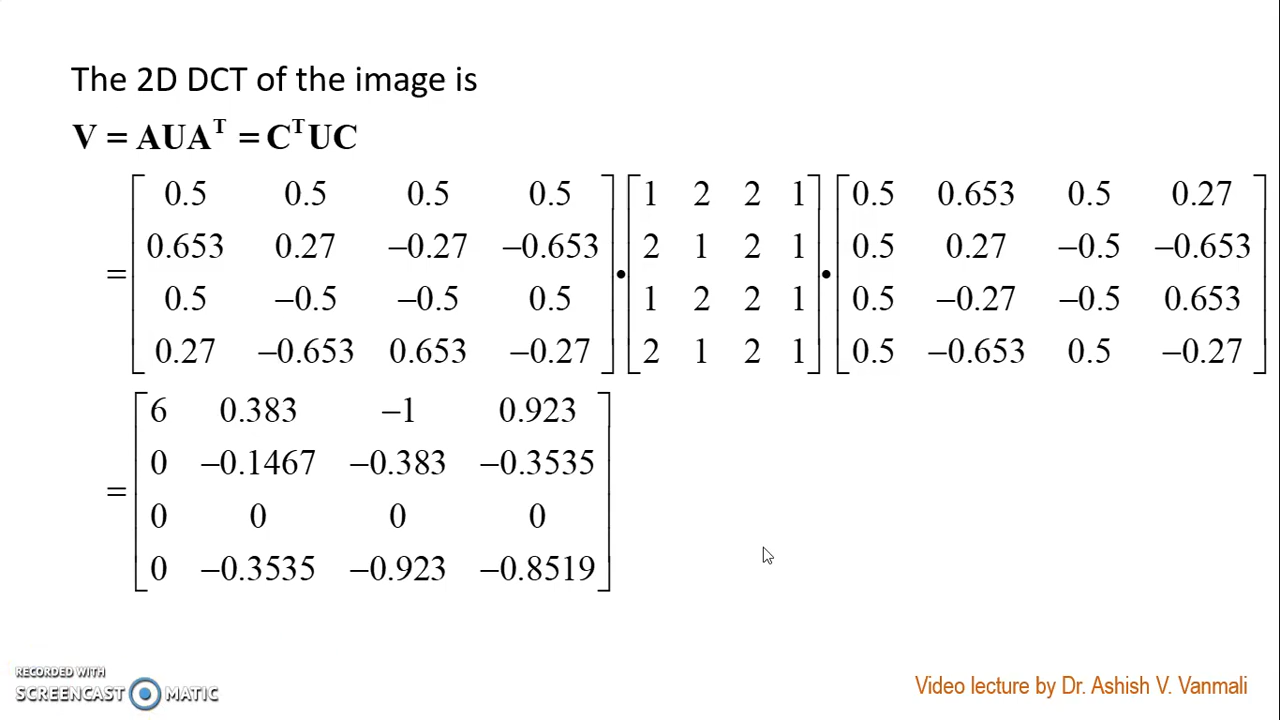 The 2D DCT of the image is
V = AUAᵀ = CᵀUC
= [0.5 0.5 0.5 0.5] • [1 2 2 1] • [0.5 0.653 0.5 0.27]
[0.653 0.27 −0.27 −0.653] [2 1 2 1] [0.5 0.27 −0.5 −0.653]
[0.5 −0.5 −0.5 0.5] [1 2 2 1] [0.5 −0.27 −0.5 0.653]
[0.27 −0.653 0.653 −0.27] [2 1 2 1] [0.5 −0.653 0.5 −0.27]
= [6 0.383 −1 0.923]
[0 −0.1467 −0.383 −0.3535]
[0 0 0 0]
[0 −0.3535 −0.923 −0.8519]
RECORDED WITH
SCREENCAST MATIC
Video lecture by Dr. Ashish V. Vanmali